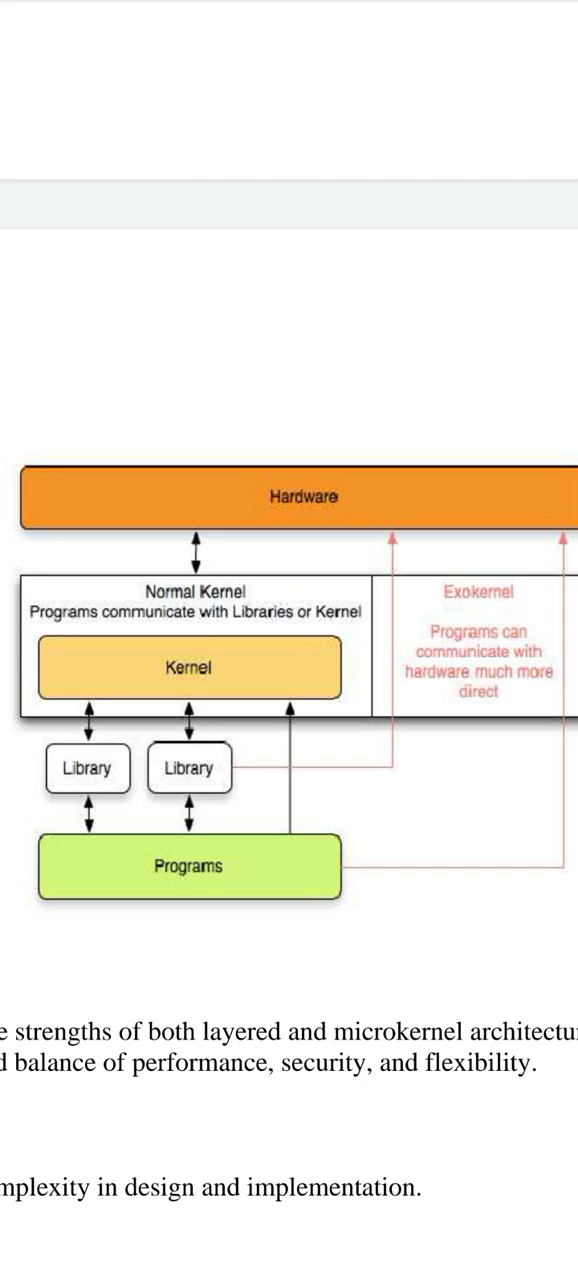 Hardware
Normal Kernel
Programs communicate with Libraries or Kernel
Kernel
Exokernel
Programs can
communicate with
hardware much more
direct
Library
Library
Programs
e strengths of both layered and microkernel architectu
d balance of performance, security, and flexibility.
mplexity in design and implementation.